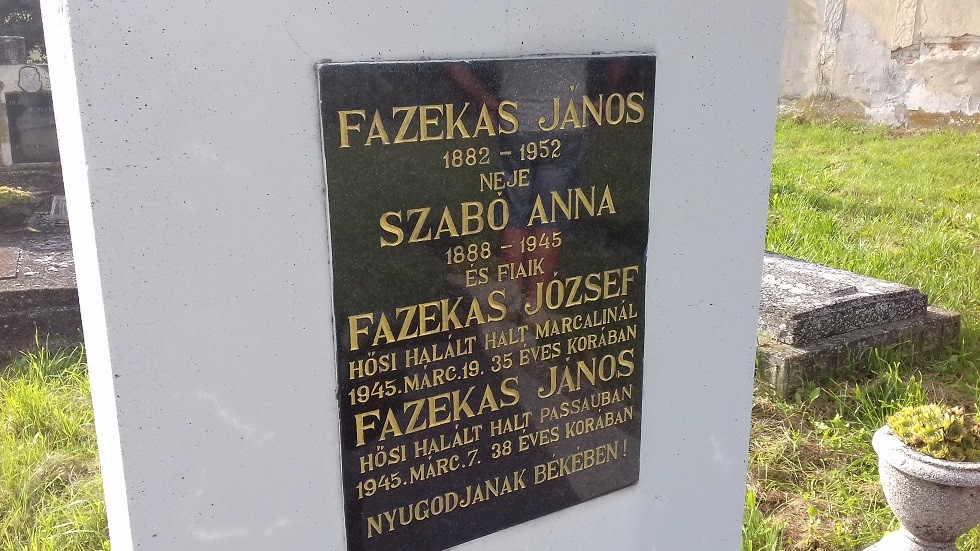 FAZEKAS JÁNOS
1882 – 1952
NEJE
SZABÓ ANNA
1888 – 1945
ÉS FIAIK
FAZEKAS JÓZSEF
HŐSI HALÁLT HALT MARCALINÁL
1945.MÁRC.19. 35 ÉVES KORÁBAN
FAZEKAS JÁNOS
HŐSI HALÁLT HALT PASSAUBAN
1945.MÁRC.7. 38 ÉVES KORÁBAN
NYUGODJANAK BÉKÉBEN!